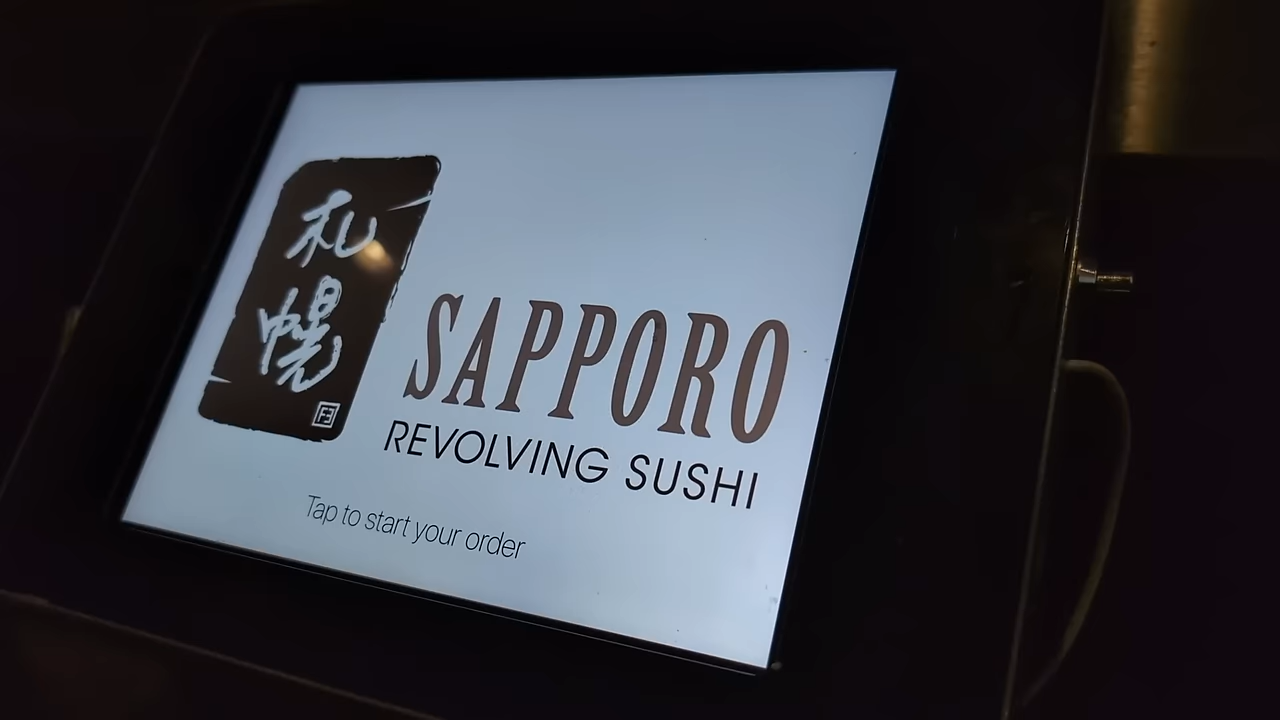 札
幌
SAPPORO
REVOLVING SUSHI
Tap to start your order